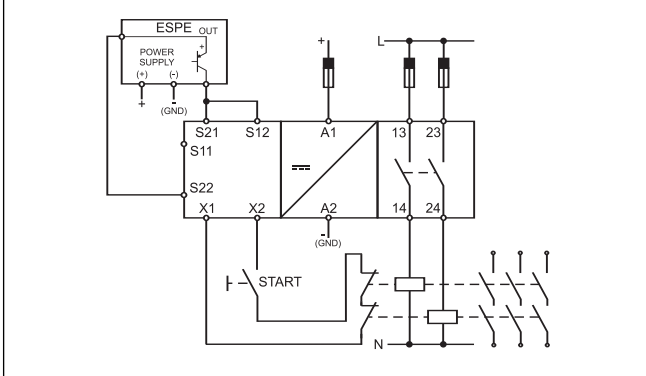 ESPE OUT
+
POWER
SUPPLY
(+) (-)
+ -
(GND)
+
L
S21 S12 A1 13 23
S11
S22
X1 X2 A2 14 24
-
(GND)
START
N